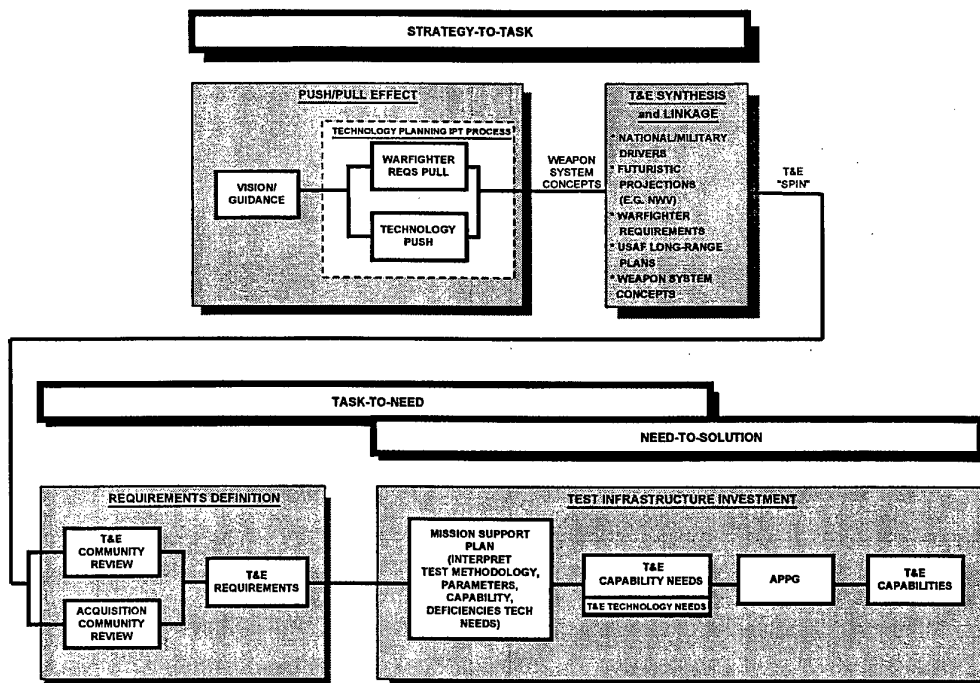 STRATEGY-TO-TASK
PUSH/PULL EFFECT
TECHNOLOGY PLANNING IPT PROCESS
VISION/
GUIDANCE
WARFIGHTER
REQS PULL
TECHNOLOGY
PUSH
WEAPON
SYSTEM
CONCEPTS
T&E SYNTHESIS
and LINKAGE
* NATIONAL/MILITARY
DRIVERS
* FUTURISTIC
PROJECTIONS
(E.G. NWV)
* WARFIGHTER
REQUIREMENTS
* USAF LONG-RANGE
PLANS
* WEAPON SYSTEM
CONCEPTS
T&E
"SPIN"
TASK-TO-NEED
NEED-TO-SOLUTION
REQUIREMENTS DEFINITION
T&E
COMMUNITY
REVIEW
ACQUISITION
COMMUNITY
REVIEW
T&E
REQUIREMENTS
TEST INFRASTRUCTURE INVESTMENT
MISSION SUPPORT
PLAN
(INTERPRET
TEST METHODOLOGY,
PARAMETERS,
CAPABILITY,
DEFICIENCIES TECH
NEEDS)
T&E
CAPABILITY NEEDS
T&E TECHNOLOGY NEEDS
APPG
T&E
CAPABILITIES